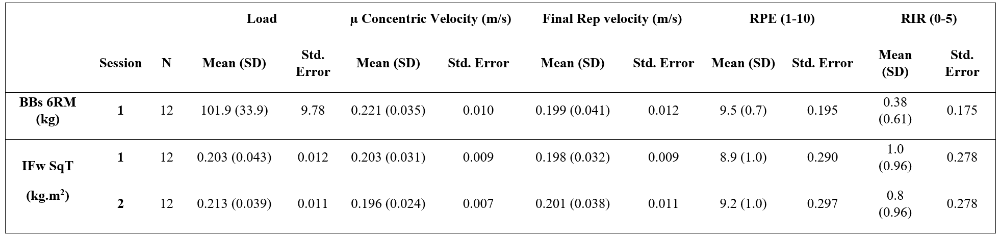 Load μ Concentric Velocity (m/s) Final Rep velocity (m/s) RPE (1-10) RIR (0-5)
Session N Mean (SD) Std. Error Mean (SD) Std. Error Mean (SD) Std. Error Mean (SD) Std. Error Mean (SD) Std. Error
BBs 6RM (kg) 1 12 101.9 (33.9) 9.78 0.221 (0.035) 0.010 0.199 (0.041) 0.012 9.5 (0.7) 0.195 0.38 (0.61) 0.175
IFw SqT (kg.m²) 1 12 0.203 (0.043) 0.012 0.203 (0.031) 0.009 0.198 (0.032) 0.009 8.9 (1.0) 0.290 1.0 (0.96) 0.278
2 12 0.213 (0.039) 0.011 0.196 (0.024) 0.007 0.201 (0.038) 0.011 9.2 (1.0) 0.297 0.8 (0.96) 0.278